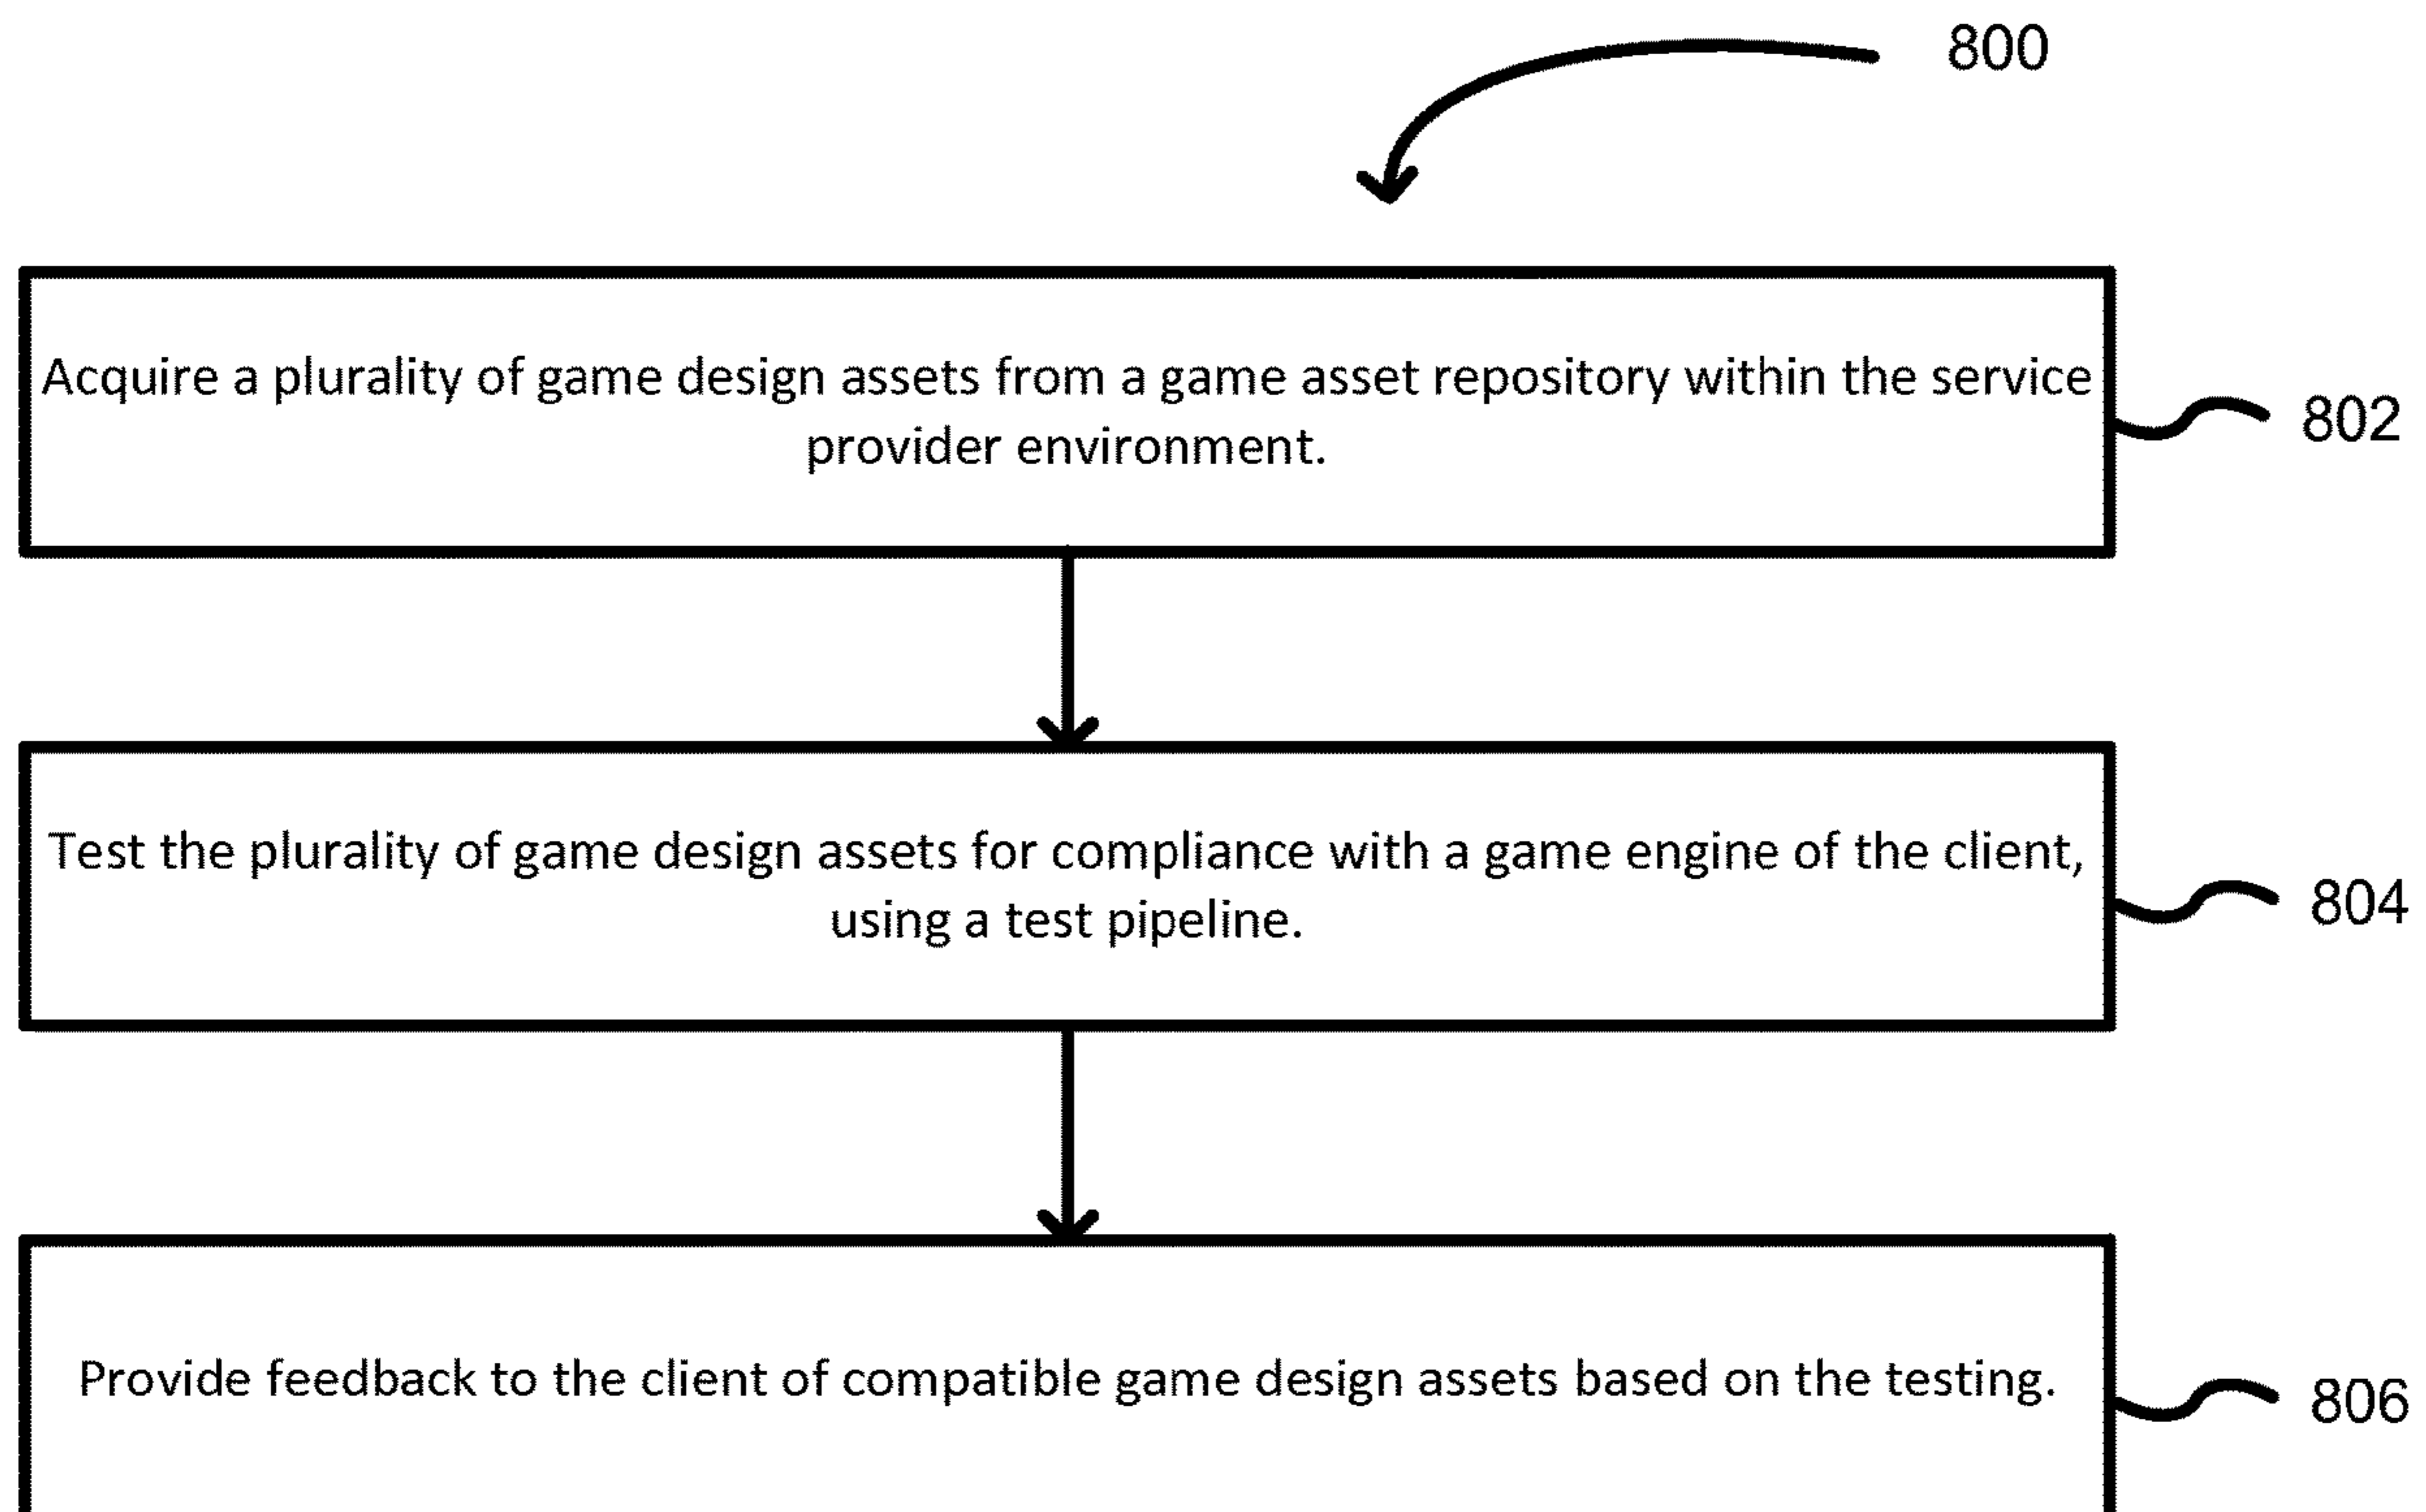 800
Acquire a plurality of game design assets from a game asset repository within the service
provider environment.
802
Test the plurality of game design assets for compliance with a game engine of the client,
using a test pipeline.
804
Provide feedback to the client of compatible game design assets based on the testing.
806